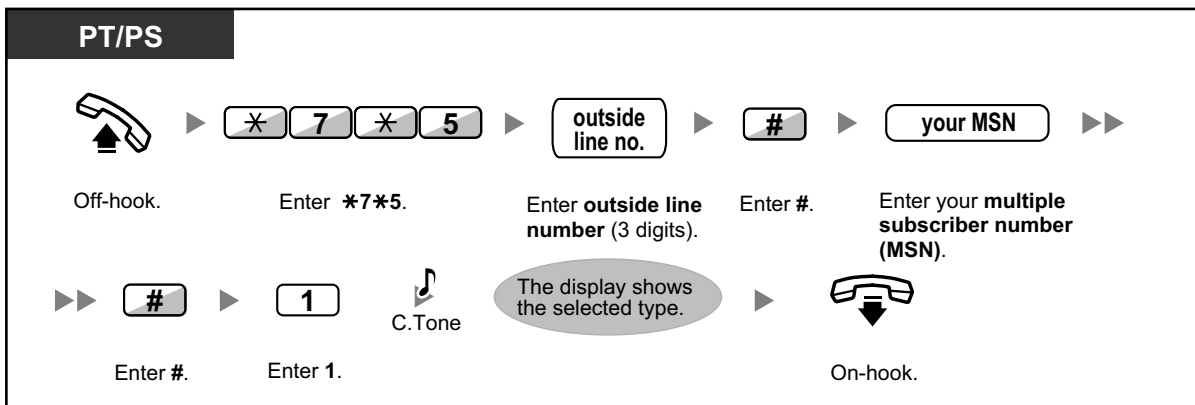 PT/PS
✳ 7 ✳ 5
outside
line no.
#
your MSN
Off-hook.
Enter ✳7✳5.
Enter outside line
number (3 digits).
Enter #.
Enter your multiple
subscriber number
(MSN).
#
1
C.Tone
The display shows
the selected type.
Enter #.
Enter 1.
On-hook.